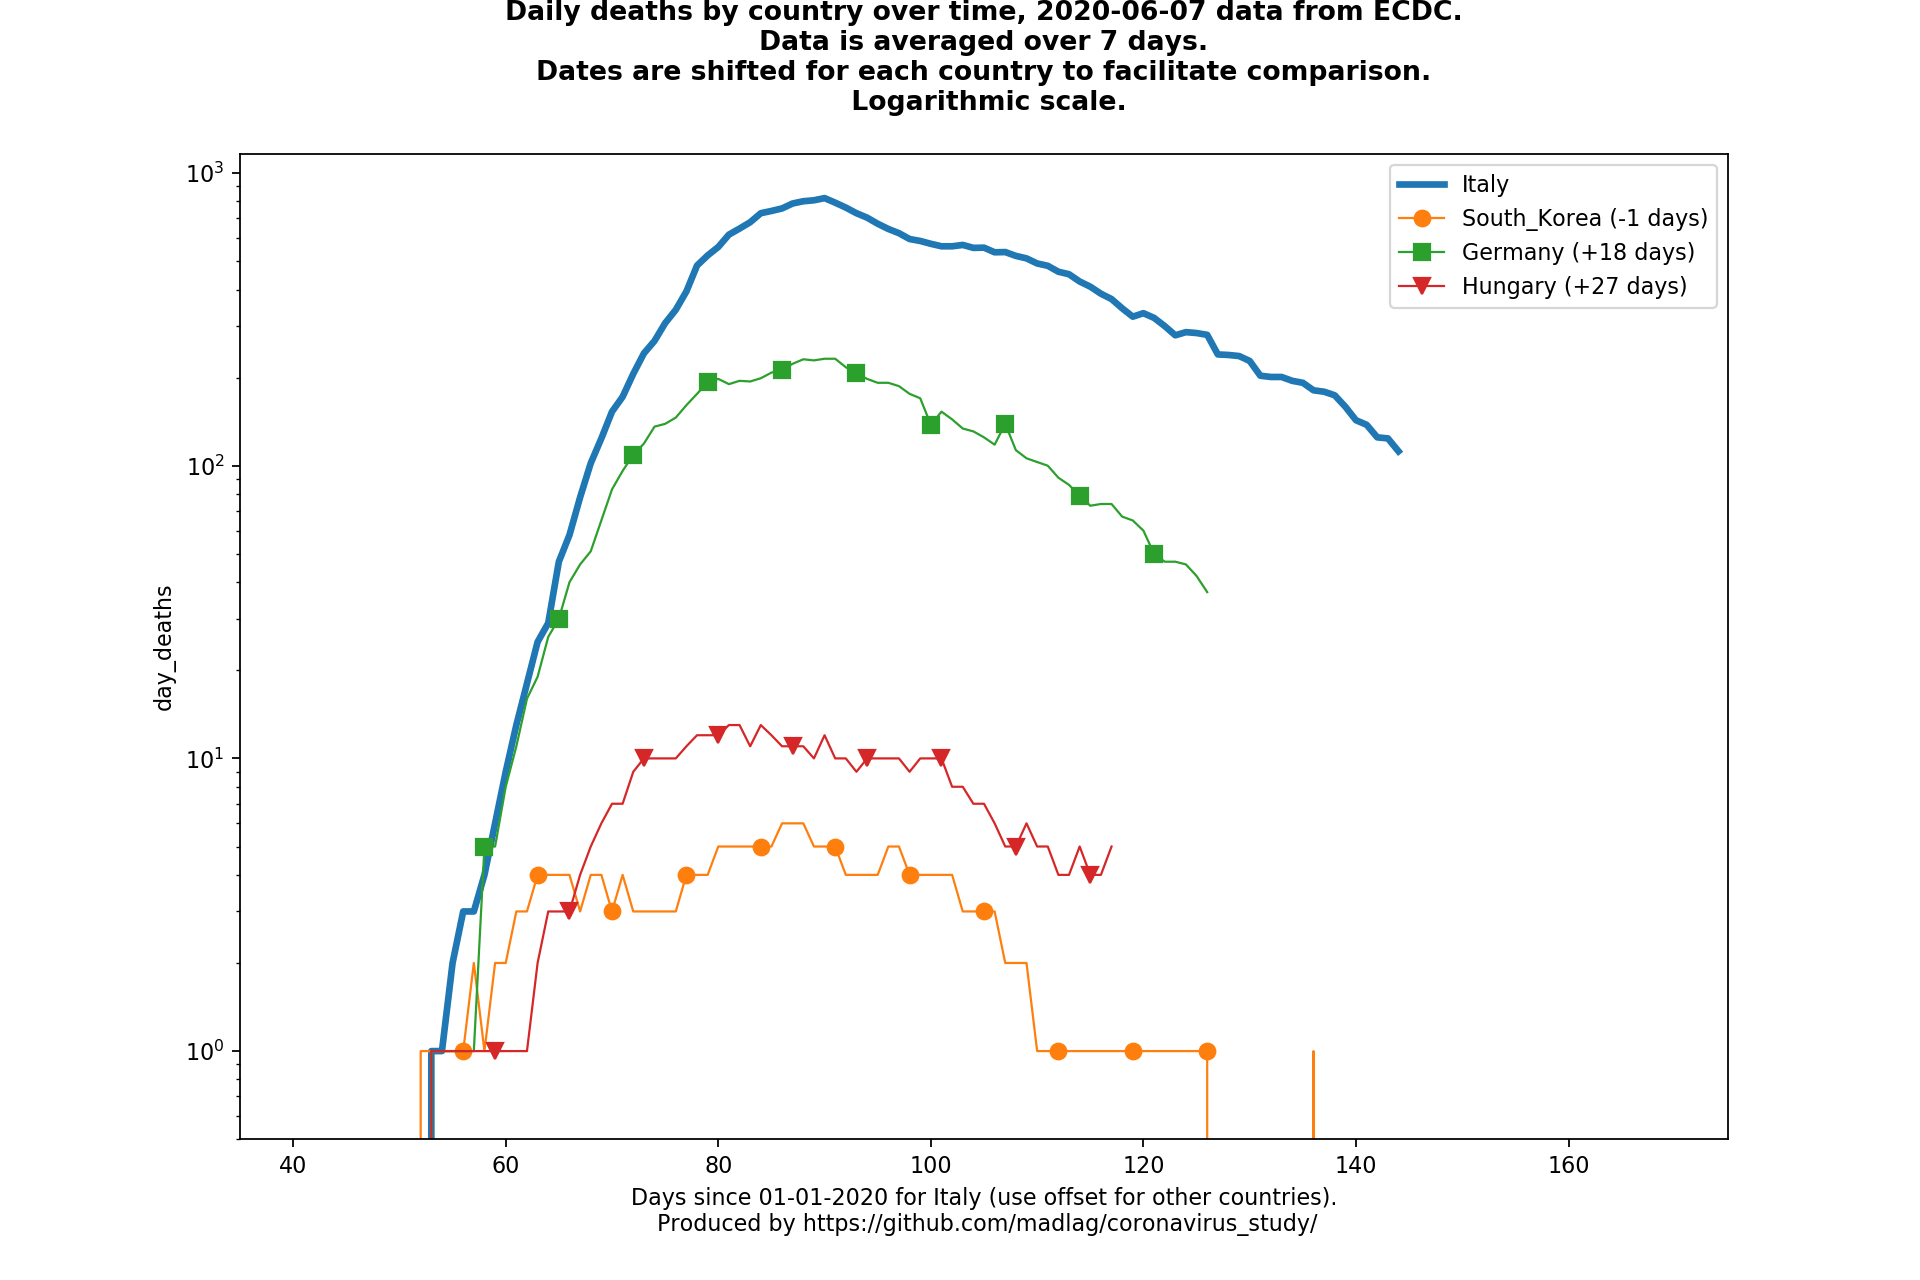 Daily deaths by country over time, 2020-06-07 data from ECDC.
Data is averaged over 7 days.
Dates are shifted for each country to facilitate comparison.
Logarithmic scale.
10³
10²
10¹
10⁰
day_deaths
Italy
South_Korea (-1 days)
Germany (+18 days)
Hungary (+27 days)
40 60 80 100 120 140 160
Days since 01-01-2020 for Italy (use offset for other countries).
Produced by https://github.com/madlag/coronavirus_study/